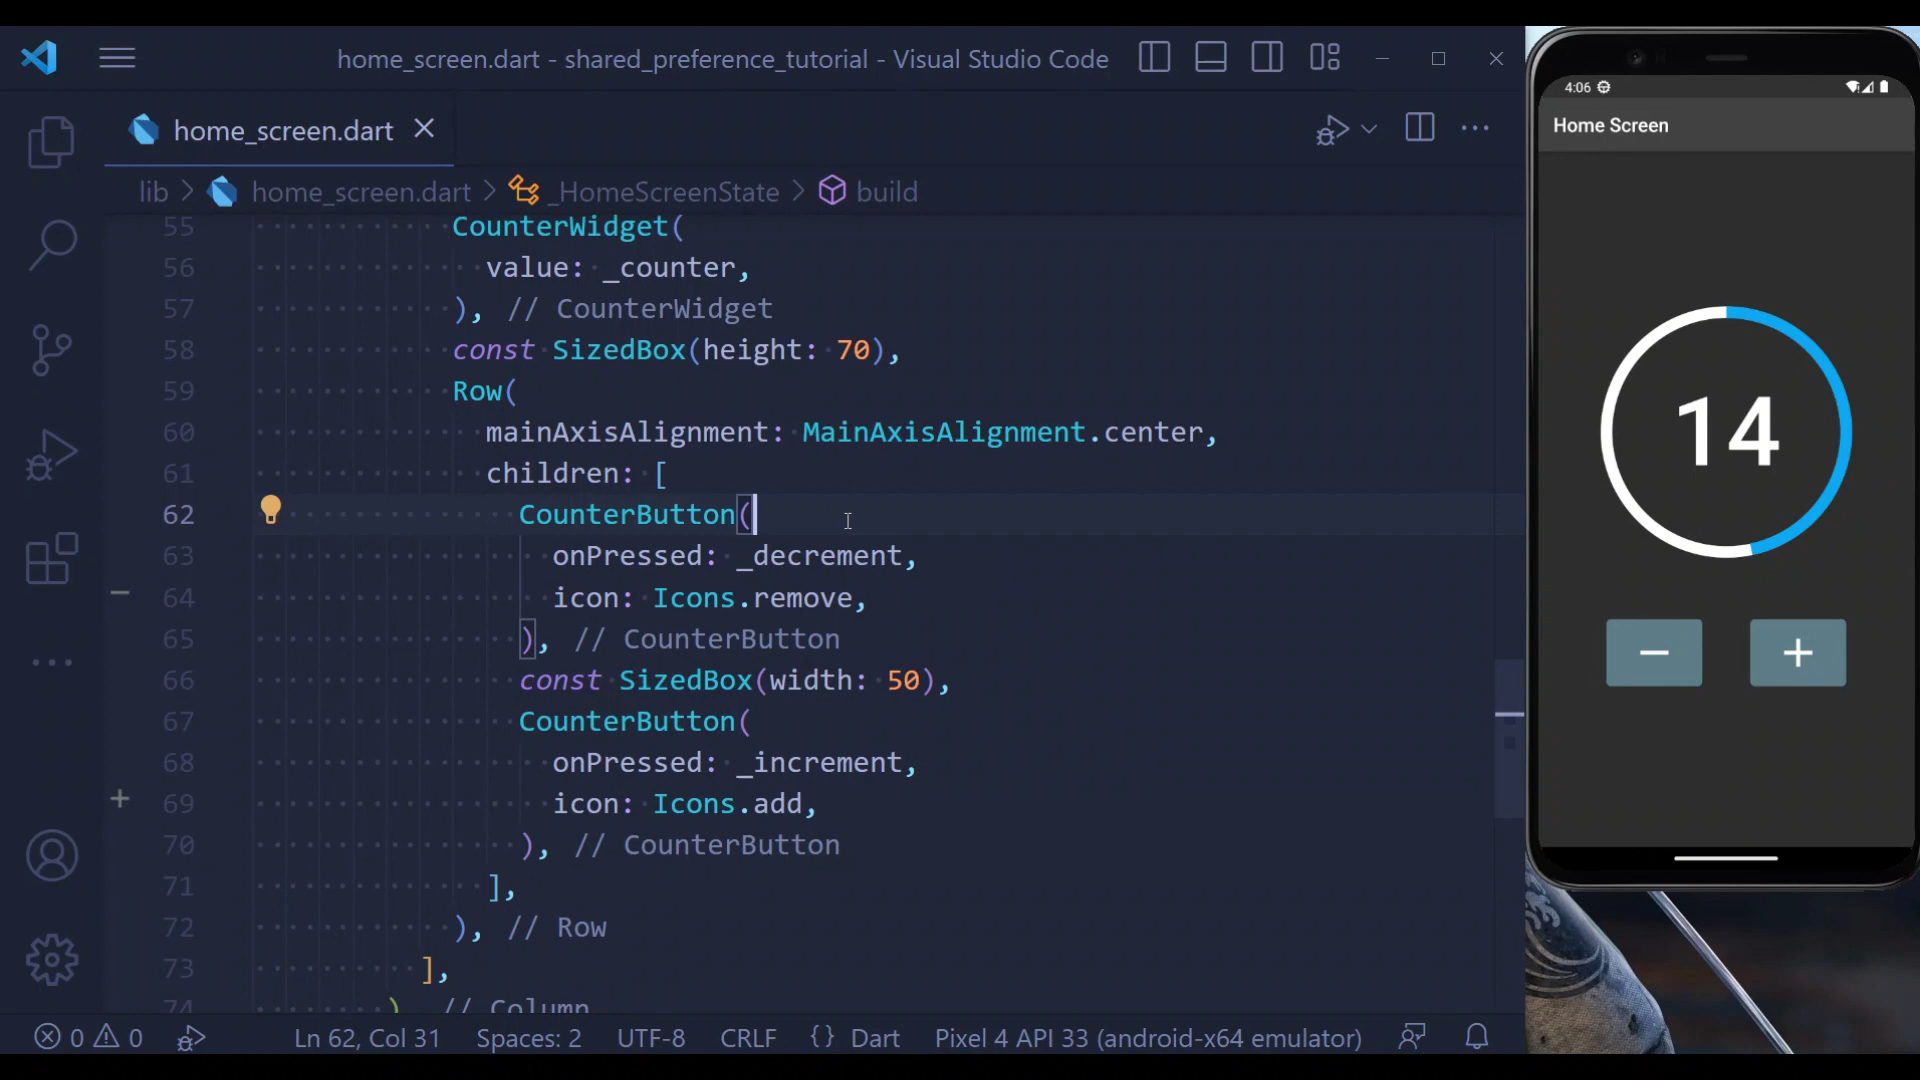 home_screen.dart - shared_preference_tutorial - Visual Studio Code
home_screen.dart
lib > home_screen.dart > _HomeScreenState > build
55 CounterWidget(
56 value: _counter,
57 ), // CounterWidget
58 const SizedBox(height: 70),
59 Row(
60 mainAxisAlignment: MainAxisAlignment.center,
61 children: [
62 CounterButton(
63 onPressed: _decrement,
64 icon: Icons.remove,
65 ), // CounterButton
66 const SizedBox(width: 50),
67 CounterButton(
68 onPressed: _increment,
69 icon: Icons.add,
70 ), // CounterButton
71 ],
72 ), // Row
73 ],
74 ) // Column
0 0 Ln 62, Col 31 Spaces: 2 UTF-8 CRLF {} Dart Pixel 4 API 33 (android-x64 emulator)
4:06
Home Screen
14
− +